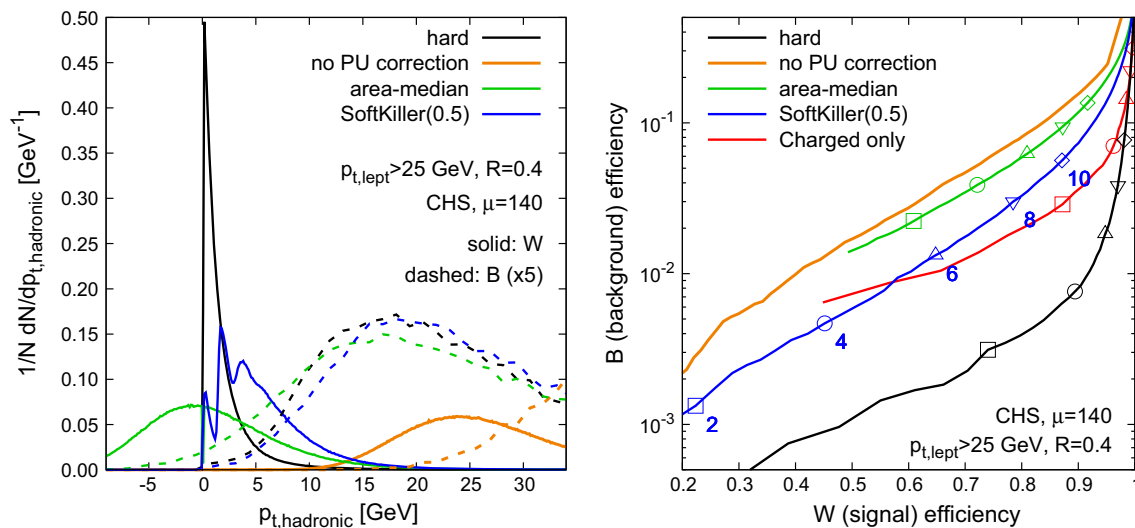 0.50
0.45
0.40
0.35
0.30
0.25
0.20
0.15
0.10
0.05
0.00
1/N dN/dp_{t,hadronic} [GeV⁻¹]
hard
no PU correction
area-median
SoftKiller(0.5)
p_{t,lept}>25 GeV, R=0.4
CHS, μ=140
solid: W
dashed: B (x5)
-5 0 5 10 15 20 25 30
p_{t,hadronic} [GeV]
B (background) efficiency
10⁻¹
10⁻²
10⁻³
hard
no PU correction
area-median
SoftKiller(0.5)
Charged only
10
8
6
4
2
CHS, μ=140
p_{t,lept}>25 GeV, R=0.4
0.2 0.3 0.4 0.5 0.6 0.7 0.8 0.9 1
W (signal) efficiency